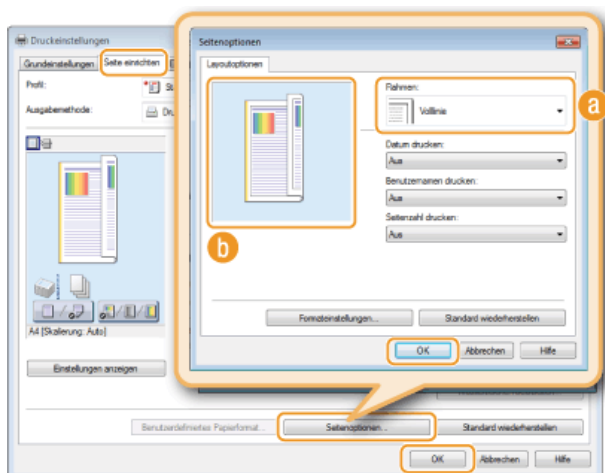 Druckeinstellungen
Grundeinstellungen
Seite einrichten
Profil:
Ausgabemethode:
A4 [Skalierung: Auto]
Einstellungen anzeigen
Benutzerdefiniertes Papierformat...
Seitenoptionen...
Standard wiederherstellen
OK
Abbrechen
Hilfe
Seitenoptionen
Layoutoptionen
Rahmen:
Volllinie
a
Datum drucken:
Aus
Benutzernamen drucken:
Aus
Seitenzahl drucken:
Aus
b
Formateinstellungen...
Standard wiederherstellen
OK
Abbrechen
Hilfe